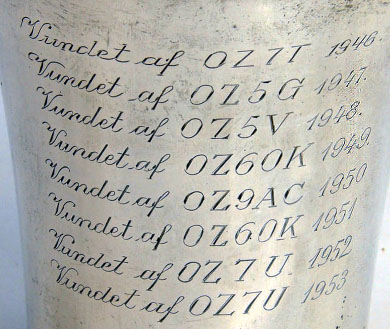 Vundet af OZ7T 1946.
Vundet af OZ5G 1947.
Vundet af OZ5V 1948.
Vundet af OZ6OK 1949.
Vundet af OZ9AC 1950
Vundet af OZ6OK 1951
Vundet af OZ7U. 1952
Vundet af OZ7U 1953